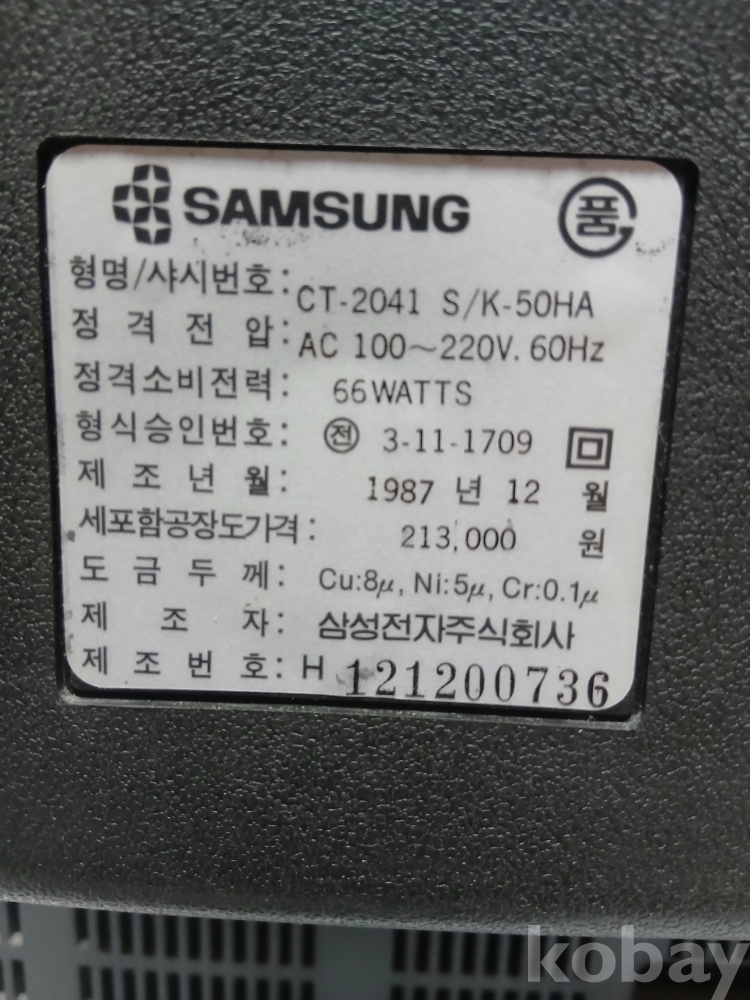 SAMSUNG 품
형명/샤시번호: CT-2041 S/K-50HA
정격전압: AC 100~220V. 60Hz
정격소비전력: 66WATTS
형식승인번호: 전 3-11-1709
제조년월: 1987 년 12 월
세포함공장도가격: 213,000 원
도금두께: Cu:8μ, Ni:5μ, Cr:0.1μ
제조자: 삼성전자주식회사
제조번호: H 121200736
kobay